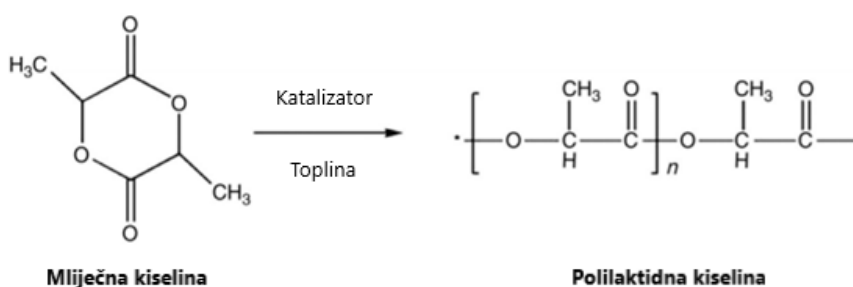 O
H₃C
O
O
CH₃
O
Katalizator
Toplina
CH₃ O CH₃ O
O C C O C C
H n H
Mliječna kiselina
Polilaktidna kiselina